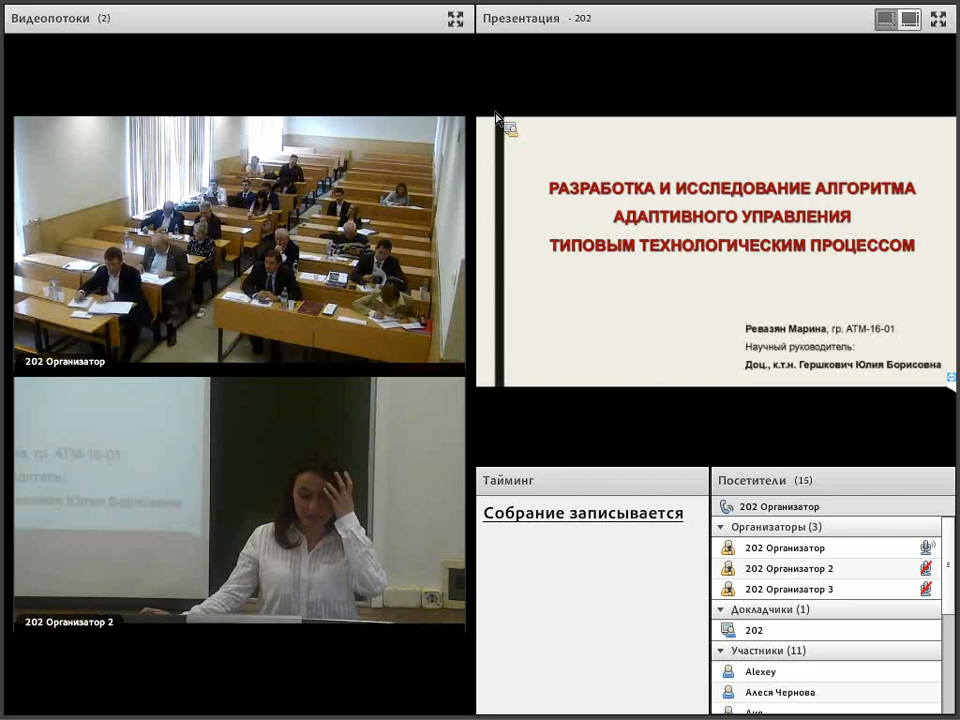 Видеопотоки (2)
202 Организатор
202 Организатор 2
Презентация - 202
РАЗРАБОТКА И ИССЛЕДОВАНИЕ АЛГОРИТМА
АДАПТИВНОГО УПРАВЛЕНИЯ
ТИПОВЫМ ТЕХНОЛОГИЧЕСКИМ ПРОЦЕССОМ
Ревазян Марина, гр. АТМ-16-01
Научный руководитель:
Доц., к.т.н. Гершкович Юлия Борисовна
Тайминг
Собрание записывается
Посетители (15)
202 Организатор
Организаторы (3)
202 Организатор
202 Организатор 2
202 Организатор 3
Докладчики (1)
202
Участники (11)
Alexey
Алеся Чернова